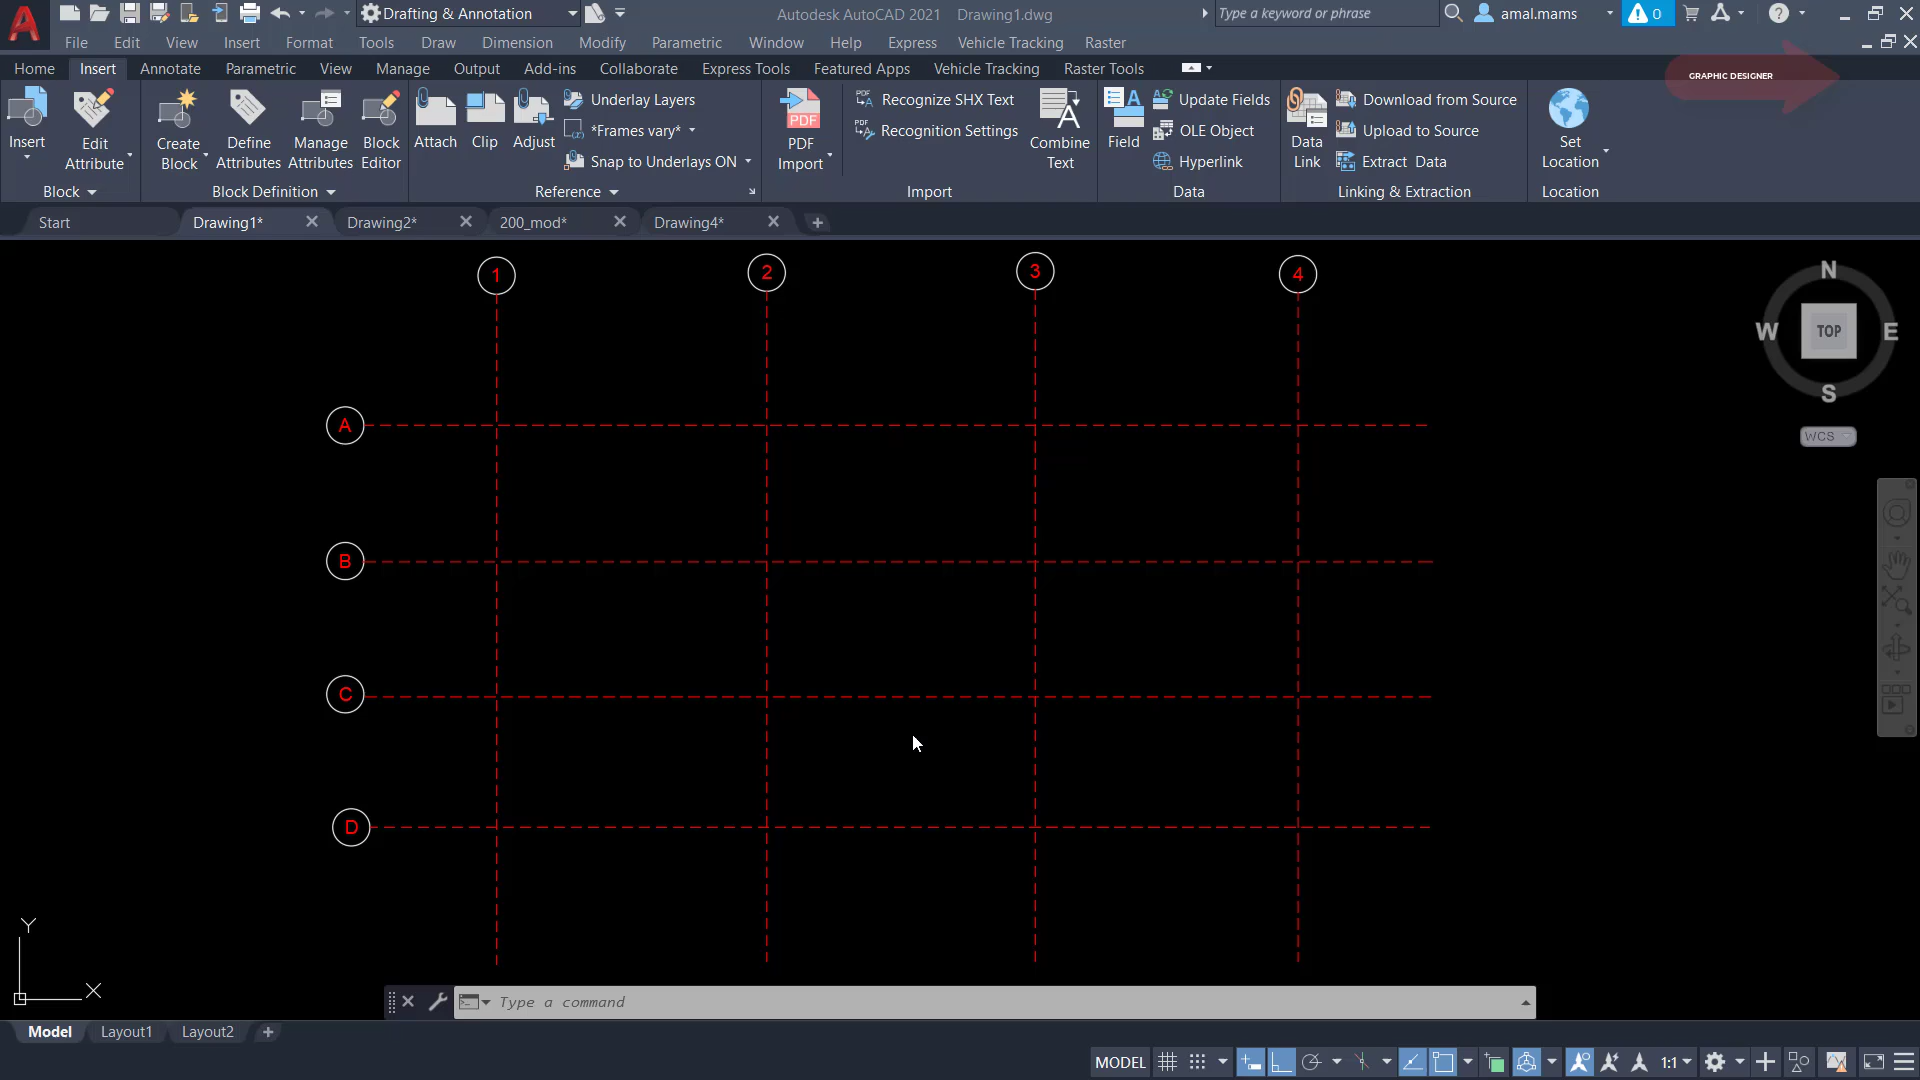 Drafting & Annotation
Autodesk AutoCAD 2021 Drawing1.dwg
Type a keyword or phrase
amal.mams
0
File Edit View Insert Format Tools Draw Dimension Modify Parametric Window Help Express Vehicle Tracking Raster
Home Insert Annotate Parametric View Manage Output Add-ins Collaborate Express Tools Featured Apps Vehicle Tracking Raster Tools
GRAPHIC DESIGNER
Insert
Edit
Attribute
Block
Create
Block
Define
Attributes
Manage
Attributes
Block
Editor
Block Definition
Attach
Clip
Adjust
Underlay Layers
*Frames vary*
Snap to Underlays ON
Reference
PDF
PDF
Import
Recognize SHX Text
Recognition Settings
Combine
Text
Import
Field
Update Fields
OLE Object
Hyperlink
Data
Data
Link
Download from Source
Upload to Source
Extract Data
Linking & Extraction
Set
Location
Location
Start Drawing1* Drawing2* 200_mod* Drawing4*
1 2 3 4
A
B
C
D
N
W TOP E
S
WCS
Y
X
Type a command
Model Layout1 Layout2
MODEL 1:1